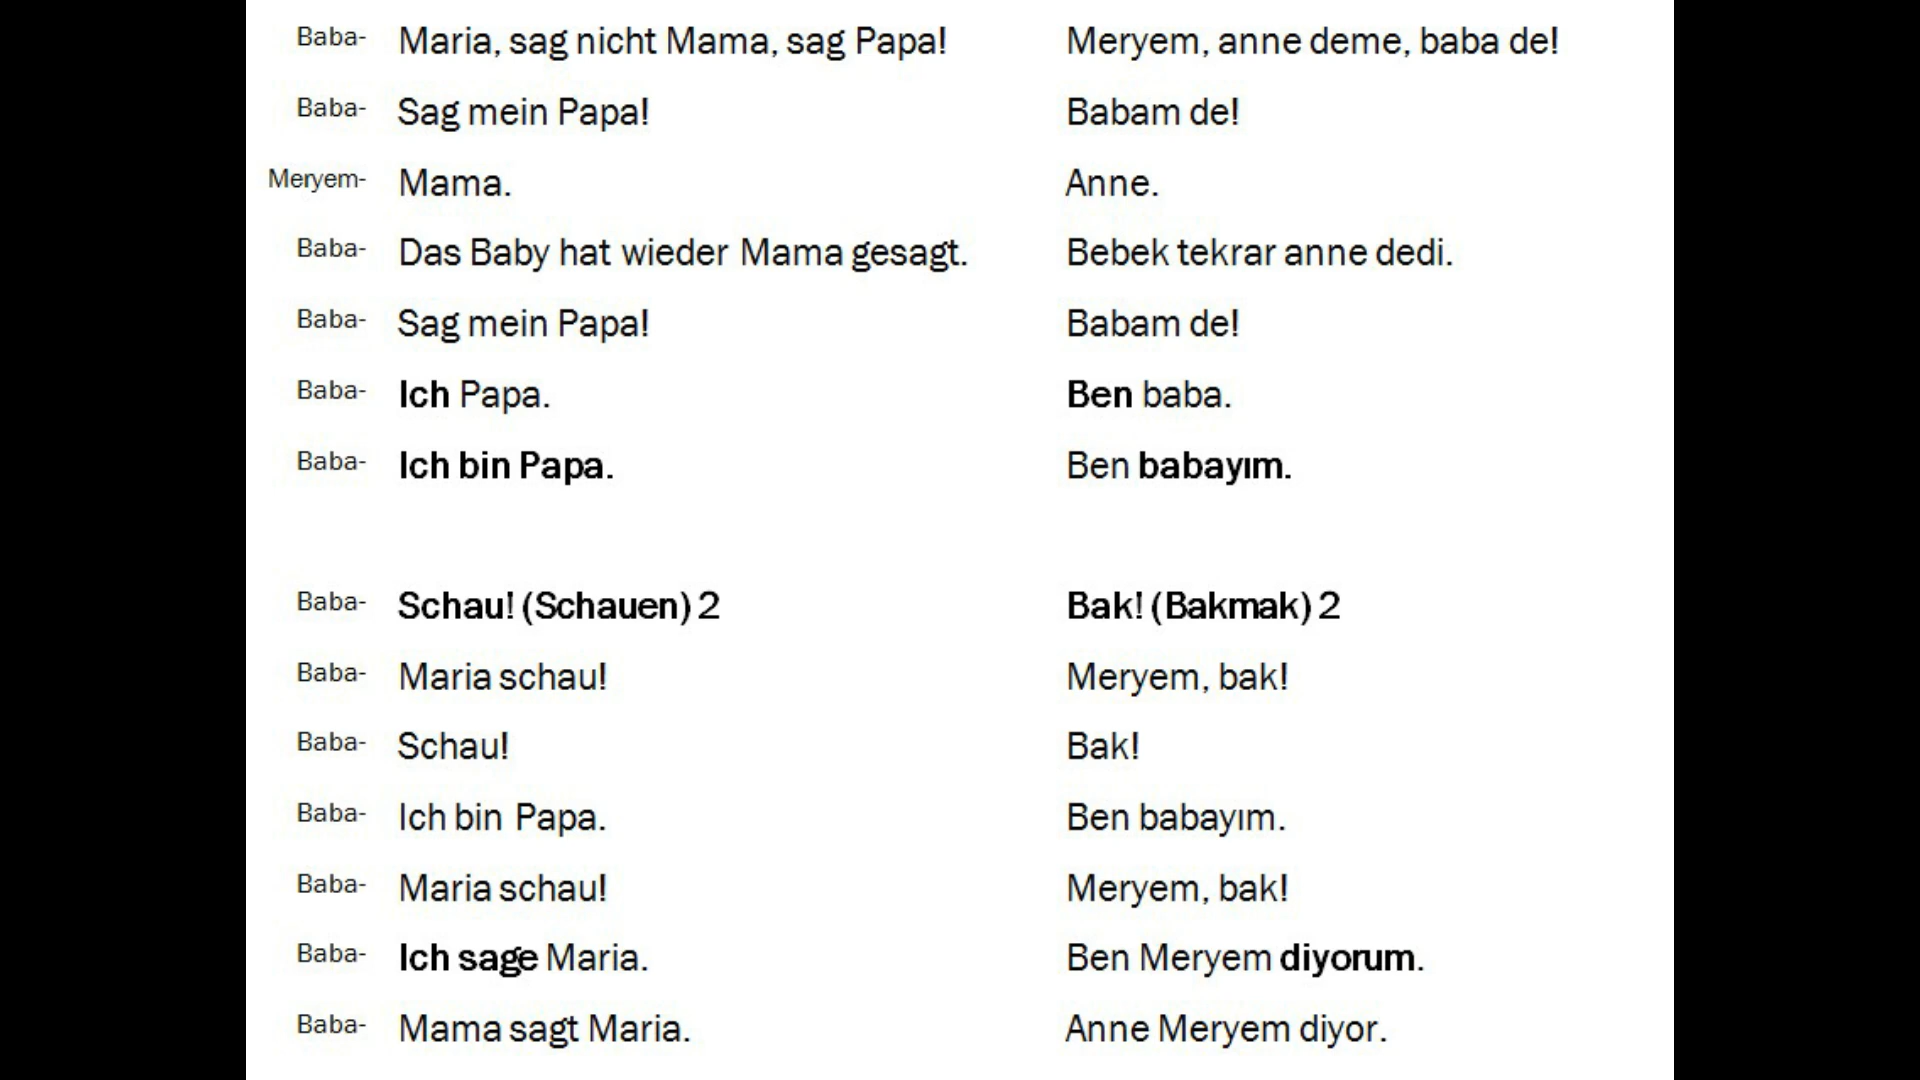 Baba- Maria, sag nicht Mama, sag Papa! Meryem, anne deme, baba de!
Baba- Sag mein Papa! Babam de!
Meryem- Mama. Anne.
Baba- Das Baby hat wieder Mama gesagt. Bebek tekrar anne dedi.
Baba- Sag mein Papa! Babam de!
Baba- Ich Papa. Ben baba.
Baba- Ich bin Papa. Ben babayım.
Baba- Schau! (Schauen) 2 Bak! (Bakmak) 2
Baba- Maria schau! Meryem, bak!
Baba- Schau! Bak!
Baba- Ich bin Papa. Ben babayım.
Baba- Maria schau! Meryem, bak!
Baba- Ich sage Maria. Ben Meryem diyorum.
Baba- Mama sagt Maria. Anne Meryem diyor.